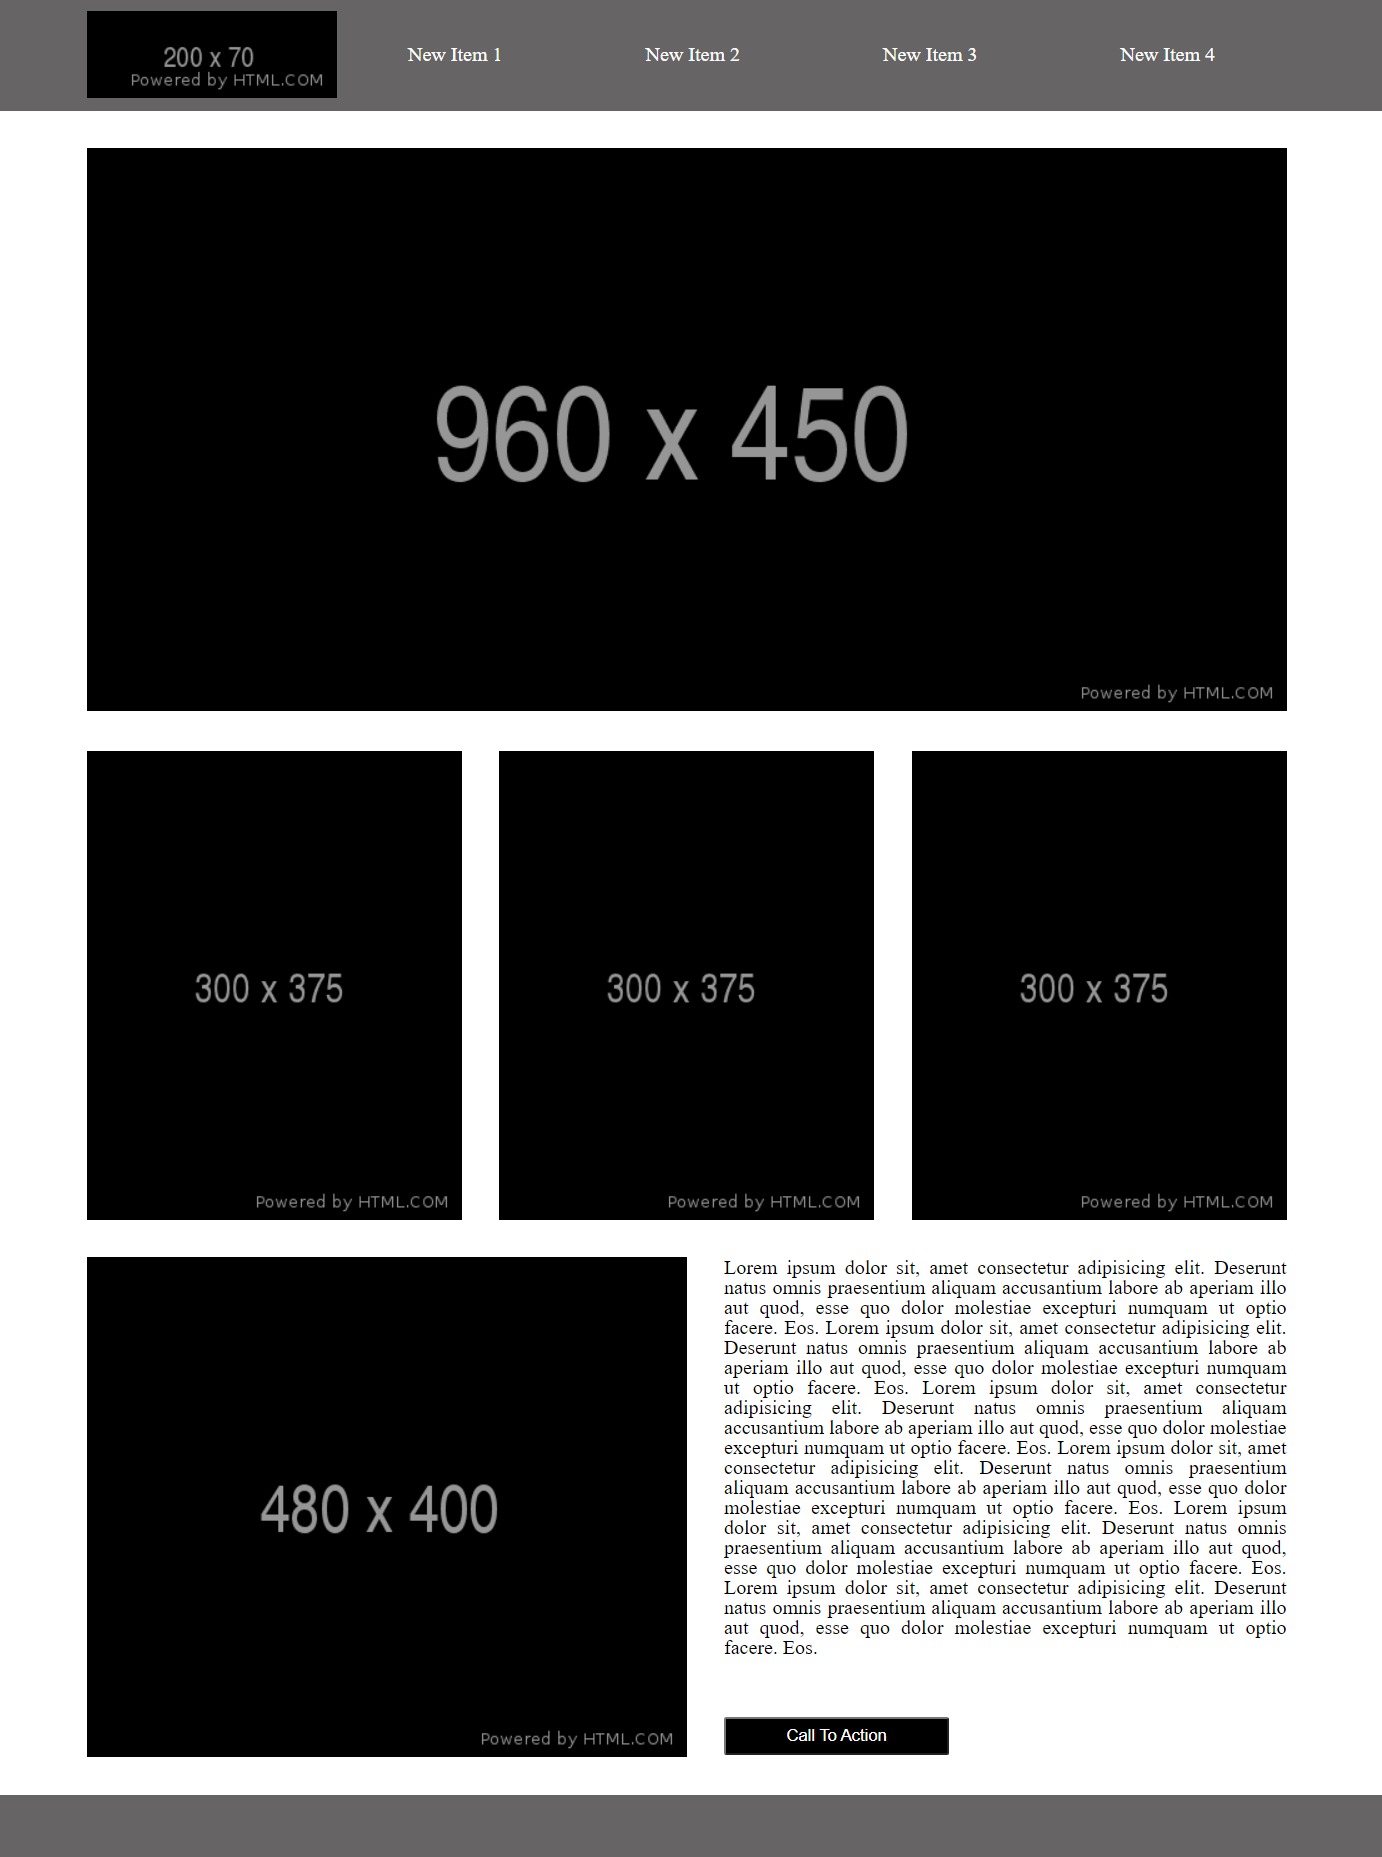 200 x 70
Powered by HTML.COM
New Item 1
New Item 2
New Item 3
New Item 4
960 x 450
Powered by HTML.COM
300 x 375
Powered by HTML.COM
300 x 375
Powered by HTML.COM
300 x 375
Powered by HTML.COM
480 x 400
Powered by HTML.COM
Lorem ipsum dolor sit, amet consectetur adipisicing elit. Deserunt
natus omnis praesentium aliquam accusantium labore ab aperiam illo
aut quod, esse quo dolor molestiae excepturi numquam ut optio
facere. Eos. Lorem ipsum dolor sit, amet consectetur adipisicing elit.
Deserunt natus omnis praesentium aliquam accusantium labore ab
aperiam illo aut quod, esse quo dolor molestiae excepturi numquam
ut optio facere. Eos. Lorem ipsum dolor sit, amet consectetur
adipisicing elit. Deserunt natus omnis praesentium aliquam
accusantium labore ab aperiam illo aut quod, esse quo dolor molestiae
excepturi numquam ut optio facere. Eos. Lorem ipsum dolor sit, amet
consectetur adipisicing elit. Deserunt natus omnis praesentium
aliquam accusantium labore ab aperiam illo aut quod, esse quo dolor
molestiae excepturi numquam ut optio facere. Eos. Lorem ipsum
dolor sit, amet consectetur adipisicing elit. Deserunt natus omnis
praesentium aliquam accusantium labore ab aperiam illo aut quod,
esse quo dolor molestiae excepturi numquam ut optio facere. Eos.
Lorem ipsum dolor sit, amet consectetur adipisicing elit. Deserunt
natus omnis praesentium aliquam accusantium labore ab aperiam illo
aut quod, esse quo dolor molestiae excepturi numquam ut optio
facere. Eos.
Call To Action